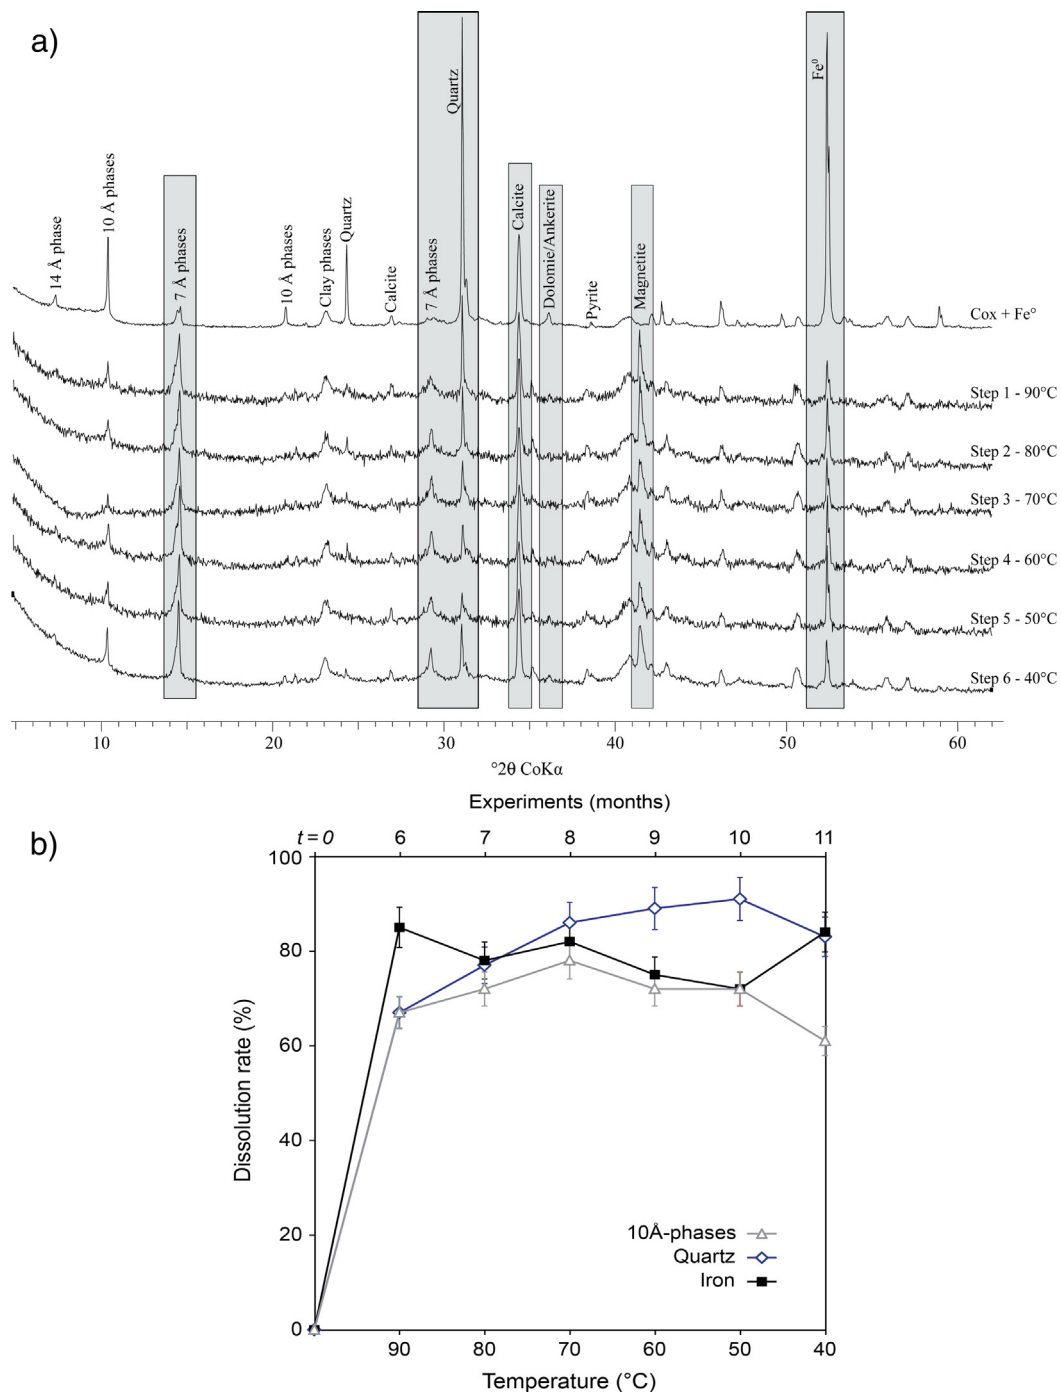 a)
14 Å phase
10 Å phases
7 Å phases
10 Å phases
Clay phases
Quartz
Calcite
7 Å phases
Quartz
Calcite
Dolomie/Ankerite
Pyrite
Magnetite
Fe⁰
Cox + Fe°
Step 1 - 90°C
Step 2 - 80°C
Step 3 - 70°C
Step 4 - 60°C
Step 5 - 50°C
Step 6 - 40°C
10 20 30 40 50 60
°2θ CoKα
b)
Experiments (months)
t = 0 6 7 8 9 10 11
100
80
60
40
20
0
Dissolution rate (%)
10Å-phases
Quartz
Iron
90 80 70 60 50 40
Temperature (°C)